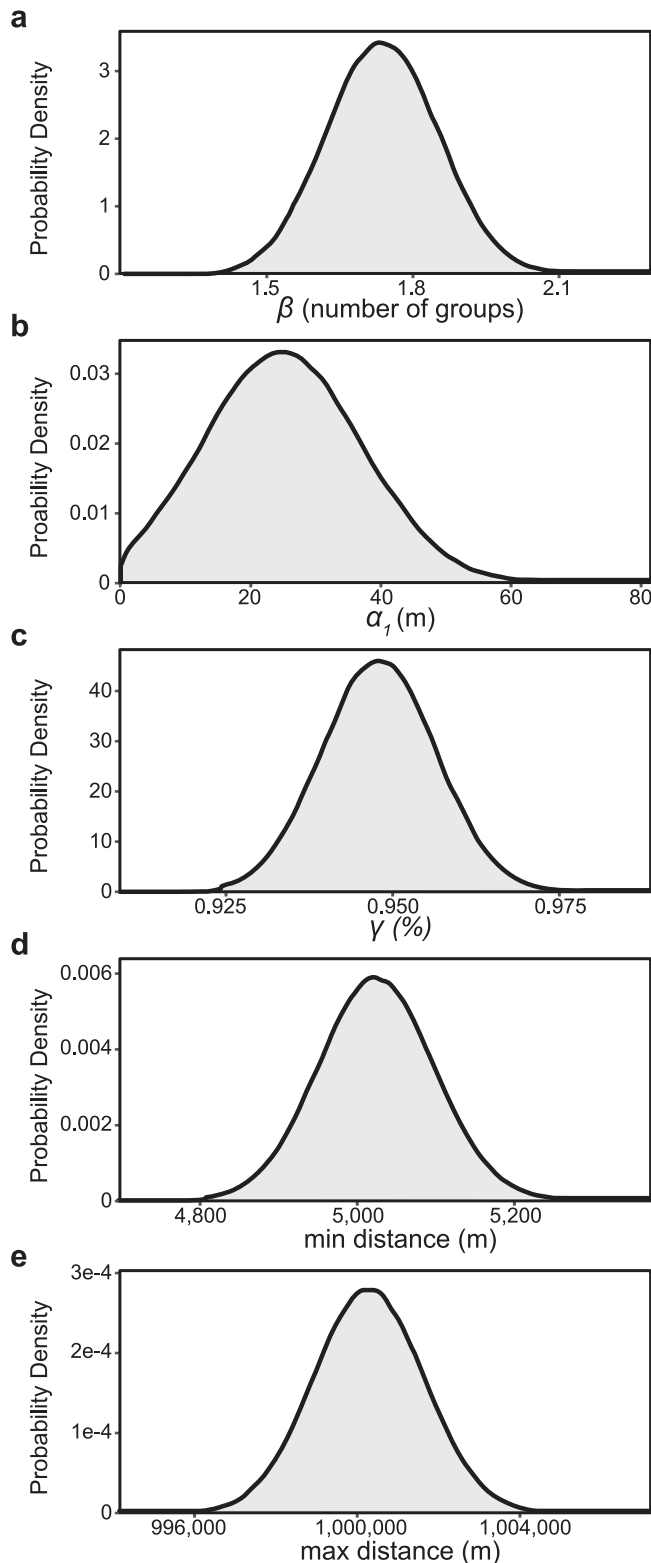 a
Probability Density
3
2
1
0
1.5 1.8 2.1
β (number of groups)
b
Proability Density
0.03
0.02
0.01
0
0 20 40 60 80
α1 (m)
c
Probability Density
40
30
20
10
0
0.925 0.950 0.975
γ (%)
d
Probability Density
0.006
0.004
0.002
0
4,800 5,000 5,200
min distance (m)
e
Probability Density
3e-4
2e-4
1e-4
0
996,000 1,000,000 1,004,000
max distance (m)